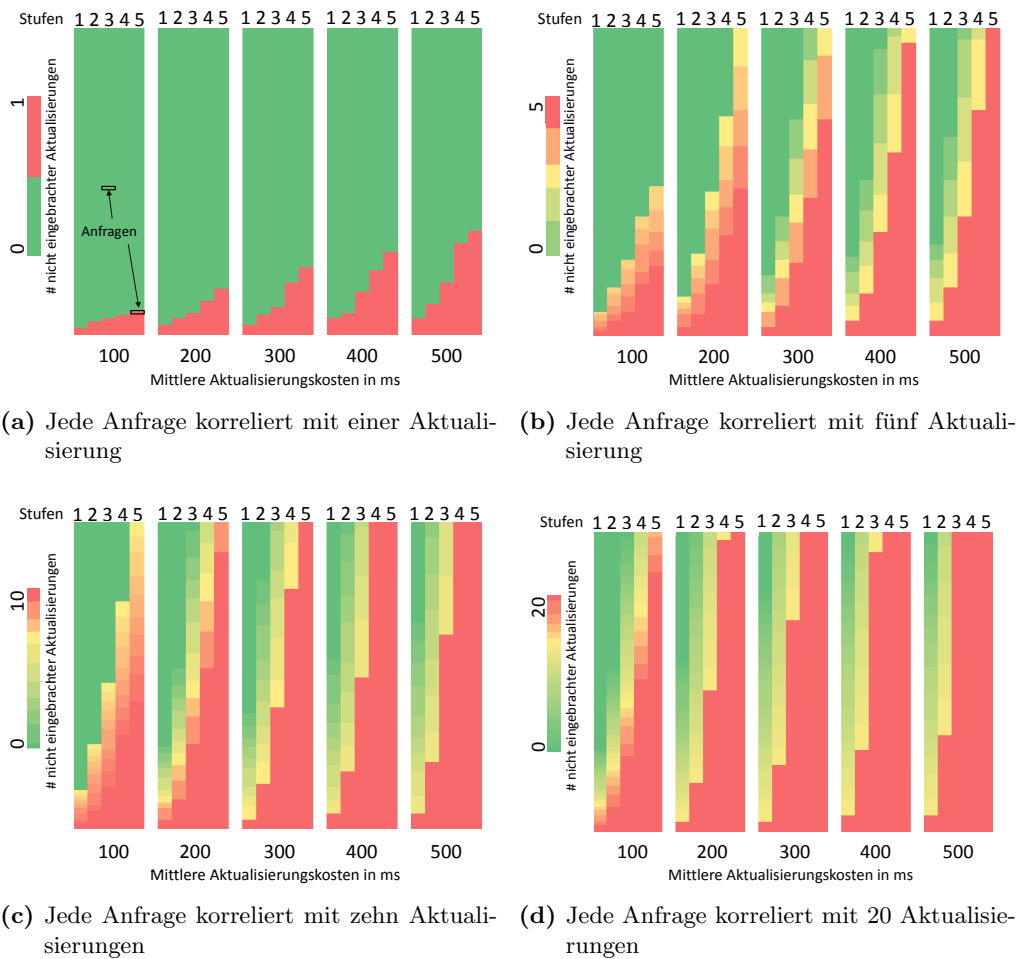 Stufen 1 2 3 4 5 1 2 3 4 5 1 2 3 4 5 1 2 3 4 5 1 2 3 4 5
0 1
# nicht eingebrachter Aktualisierungen
Anfragen
100 200 300 400 500
Mittlere Aktualisierungskosten in ms
(a) Jede Anfrage korreliert mit einer Aktuali-
sierung
Stufen 1 2 3 4 5 1 2 3 4 5 1 2 3 4 5 1 2 3 4 5 1 2 3 4 5
0 5
# nicht eingebrachter Aktualisierungen
100 200 300 400 500
Mittlere Aktualisierungskosten in ms
(b) Jede Anfrage korreliert mit fünf Aktuali-
sierung
Stufen 1 2 3 4 5 1 2 3 4 5 1 2 3 4 5 1 2 3 4 5 1 2 3 4 5
0 10
# nicht eingebrachter Aktualisierungen
100 200 300 400 500
Mittlere Aktualisierungskosten in ms
(c) Jede Anfrage korreliert mit zehn Aktuali-
sierungen
Stufen 1 2 3 4 5 1 2 3 4 5 1 2 3 4 5 1 2 3 4 5 1 2 3 4 5
0 20
# nicht eingebrachter Aktualisierungen
100 200 300 400 500
Mittlere Aktualisierungskosten in ms
(d) Jede Anfrage korreliert mit 20 Aktualisie-
rungen